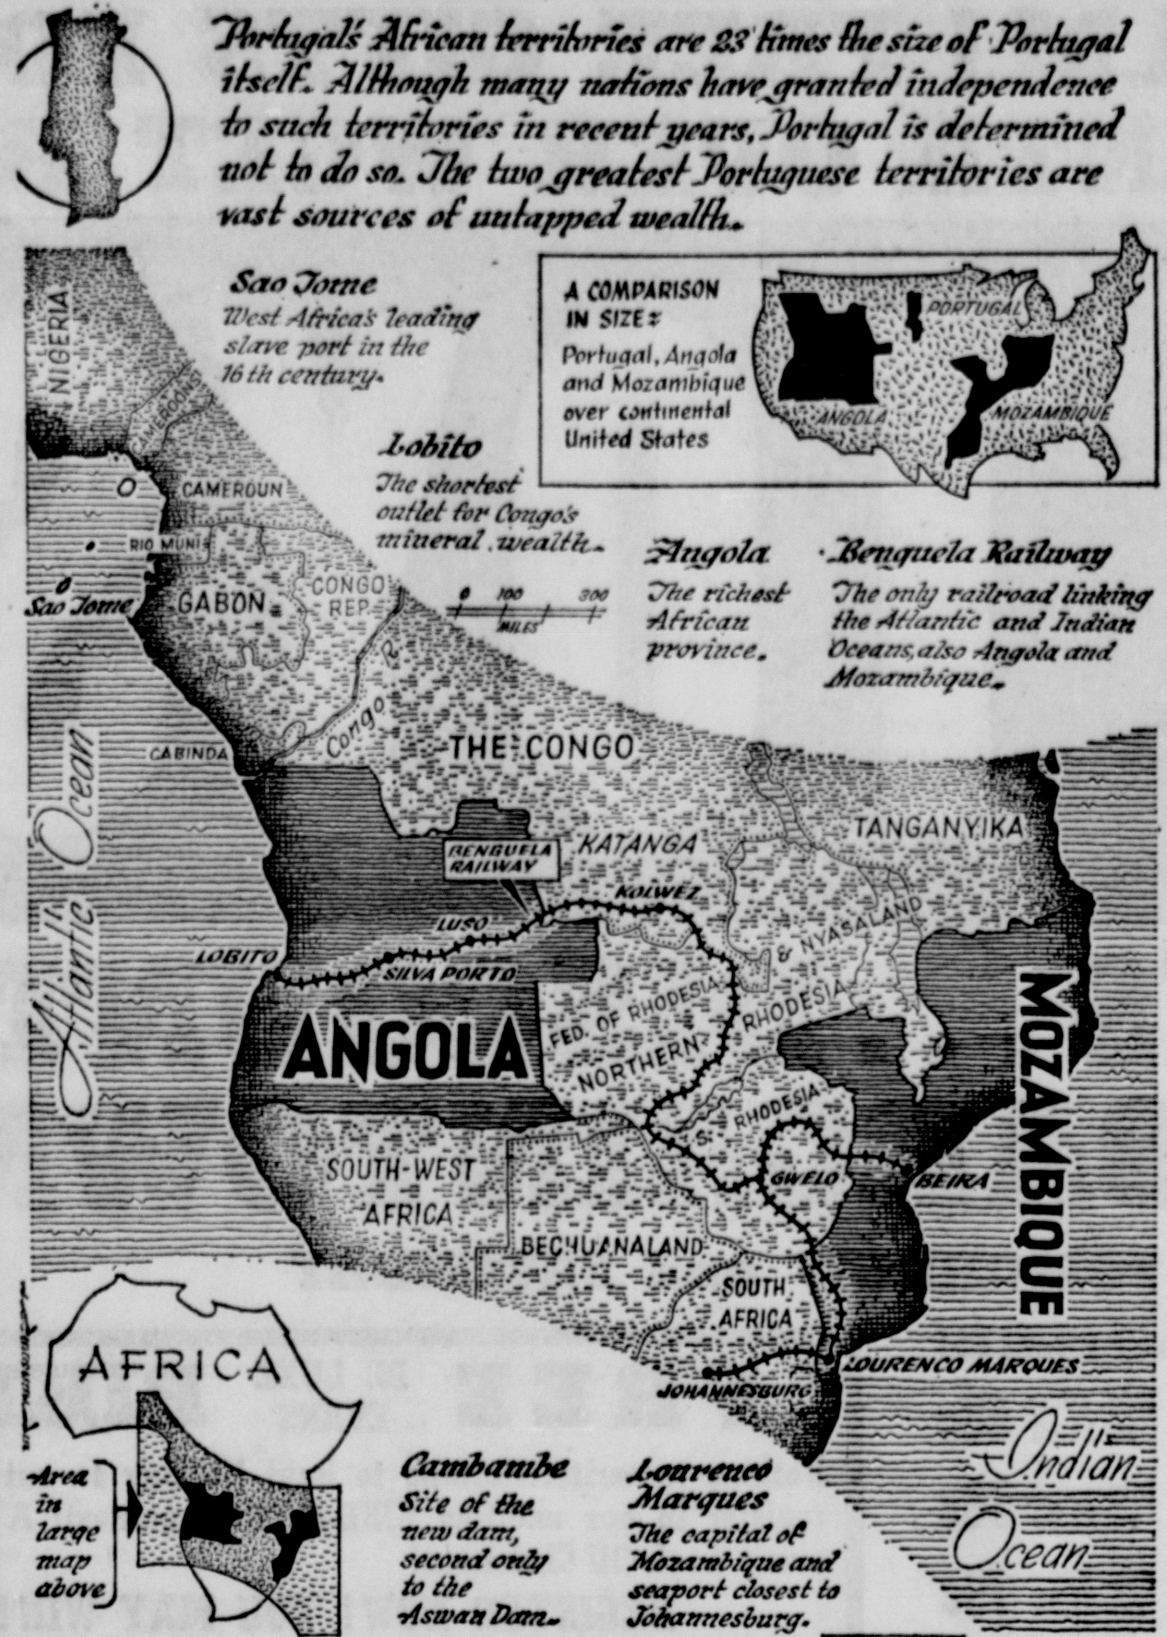 Portugal's African territories are 23 times the size of Portugal
itself. Although many nations have granted independence
to such territories in recent years, Portugal is determined
not to do so. The two greatest Portuguese territories are
vast sources of untapped wealth.
Sao Tome
West Africa's leading
slave port in the
16th century.
A COMPARISON
IN SIZE:
Portugal, Angola
and Mozambique
over continental
United States
PORTUGAL
ANGOLA
MOZAMBIQUE
Lobito
The shortest
outlet for Congo's
mineral wealth.
0 100 300
MILES
Angola
The richest
African
province.
Benguela Railway
The only railroad linking
the Atlantic and Indian
Oceans, also Angola and
Mozambique.
NIGERIA
CAMEROONS
CAMEROUN
RIO MUNI
Sao Tome
GABON
CONGO
REP.
Congo R.
CABINDA
THE CONGO
Atlantic Ocean
BENGUELA
RAILWAY
KATANGA
TANGANYIKA
KOLWEZ
LUSO
LOBITO
SILVA PORTO
ANGOLA
FED. OF RHODESIA
& NYASALAND
NORTHERN
RHODESIA
S. RHODESIA
MOZAMBIQUE
SOUTH-WEST
AFRICA
GWELO
BEIRA
BECHUANALAND
SOUTH
AFRICA
LOURENCO MARQUES
JOHANNESBURG
Indian
Ocean
AFRICA
Area
in
large
map
above
Cambambe
Site of the
new dam,
second only
to the
Aswan Dam.
Lourenco
Marques
The capital of
Mozambique and
seaport closest to
Johannesburg.